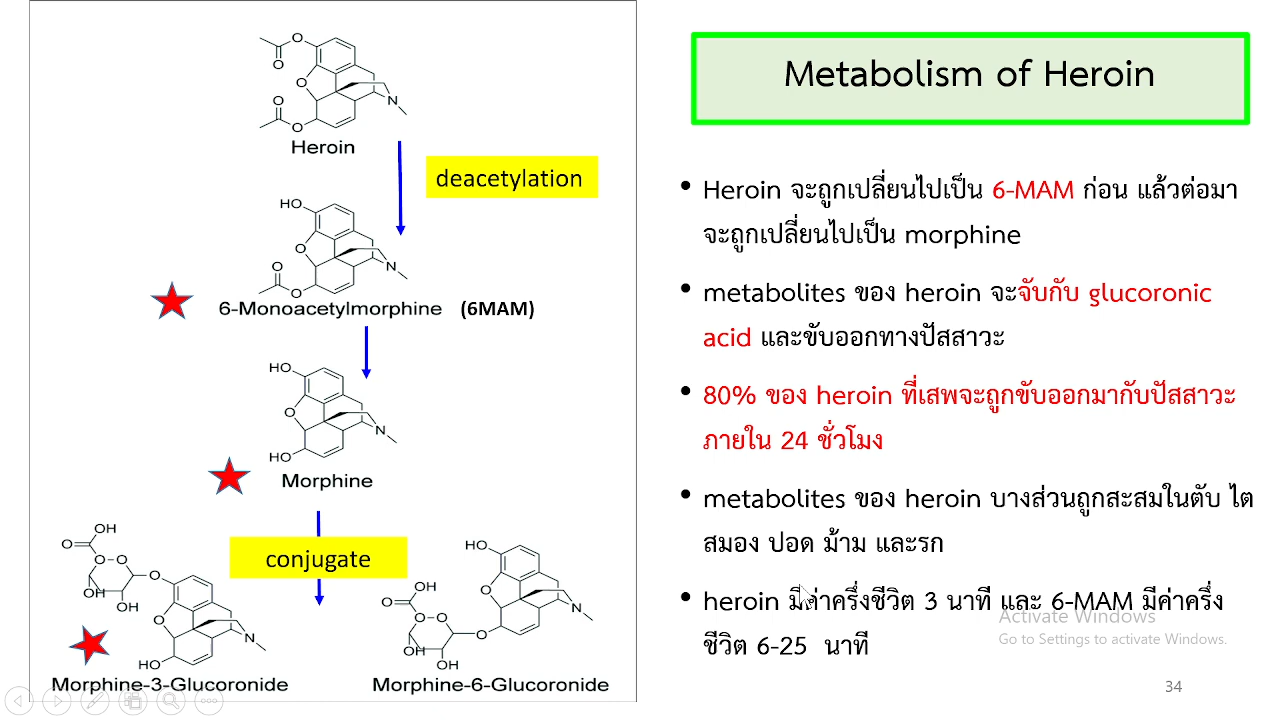 Metabolism of Heroin
O
O
O
N
O
O
Heroin
deacetylation
HO
O
N
O
O
6-Monoacetylmorphine (6MAM)
HO
O
N
HO
Morphine
conjugate
OH
O
O
O
O
OH
OH
O
N
HO
Morphine-3-Glucoronide
HO
O
N
OH
O
O
O
O
OH
OH
Morphine-6-Glucoronide
• Heroin จะถูกเปลี่ยนไปเป็น 6-MAM ก่อน แล้วต่อมา
จะถูกเปลี่ยนไปเป็น morphine
• metabolites ของ heroin จะจับกับ glucoronic
acid และขับออกทางปัสสาวะ
• 80% ของ heroin ที่เสพจะถูกขับออกมากับปัสสาวะ
ภายใน 24 ชั่วโมง
• metabolites ของ heroin บางส่วนถูกสะสมในตับ ไต
สมอง ปอด ม้าม และรก
• heroin มีค่าครึ่งชีวิต 3 นาที และ 6-MAM มีค่าครึ่ง
ชีวิต 6-25 นาที
Activate Windows
Go to Settings to activate Windows.
34